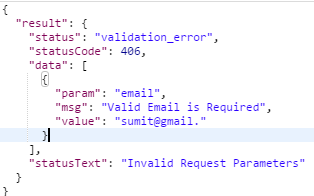 {
  "result": {
    "status": "validation_error",
    "statusCode": 406,
    "data": [
      {
        "param": "email",
        "msg": "Valid Email is Required",
        "value": "sumit@gmail."
      }
    ],
    "statusText": "Invalid Request Parameters"
  }
}